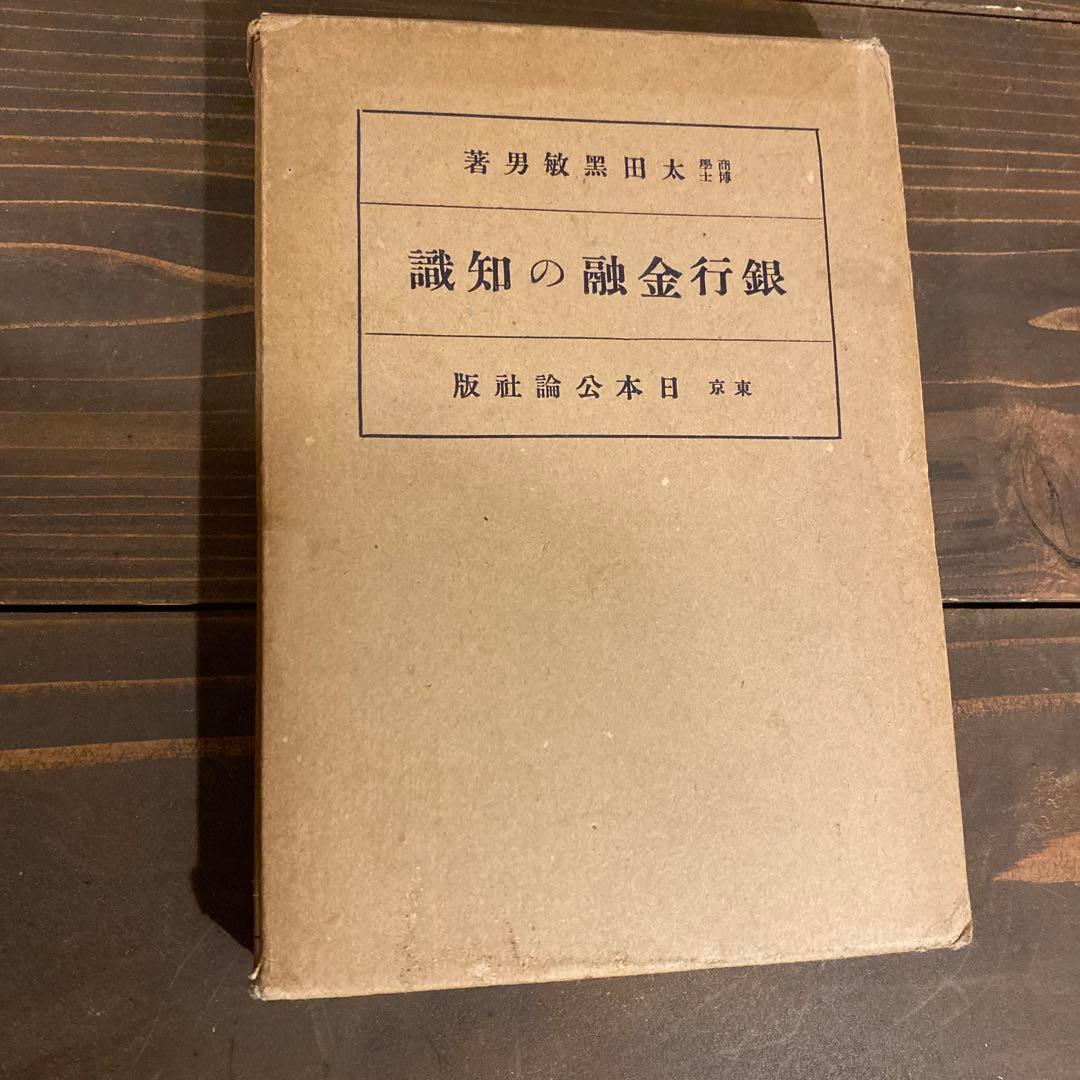 商學博士 太田黑敏男著
銀行金融の知識
東京 日本公論社版